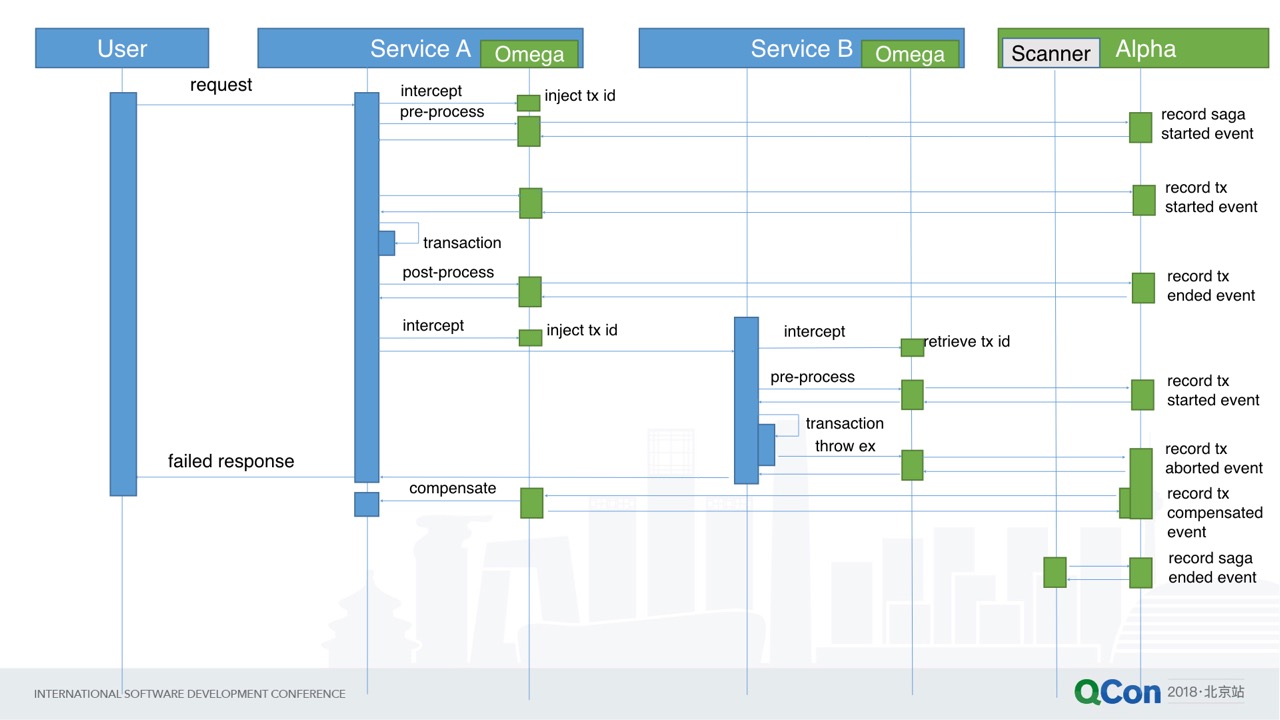 User
Service A
Omega
Service B
Omega
Scanner
Alpha
request
intercept
inject tx id
pre-process
record saga
started event
record tx
started event
transaction
post-process
record tx
ended event
intercept
inject tx id
intercept
retrieve tx id
pre-process
record tx
started event
transaction
throw ex
record tx
aborted event
failed response
compensate
record tx
compensated
event
record saga
ended event
INTERNATIONAL SOFTWARE DEVELOPMENT CONFERENCE
QCon 2018·北京站